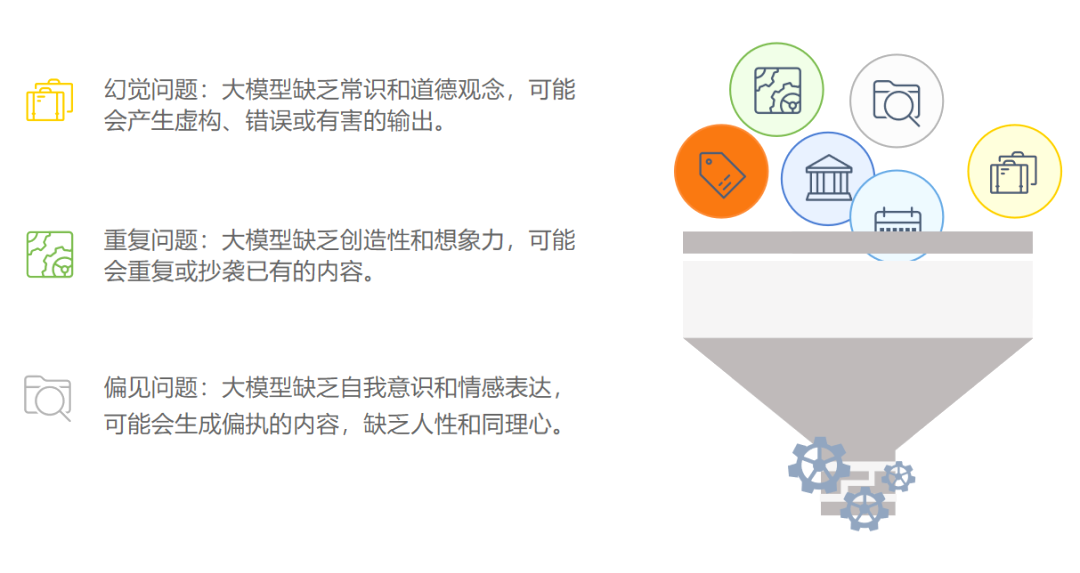 幻觉问题：大模型缺乏常识和道德观念，可能
会产生虚构、错误或有害的输出。
重复问题：大模型缺乏创造性和想象力，可能
会重复或抄袭已有的内容。
偏见问题：大模型缺乏自我意识和情感表达，
可能会生成偏执的内容，缺乏人性和同理心。